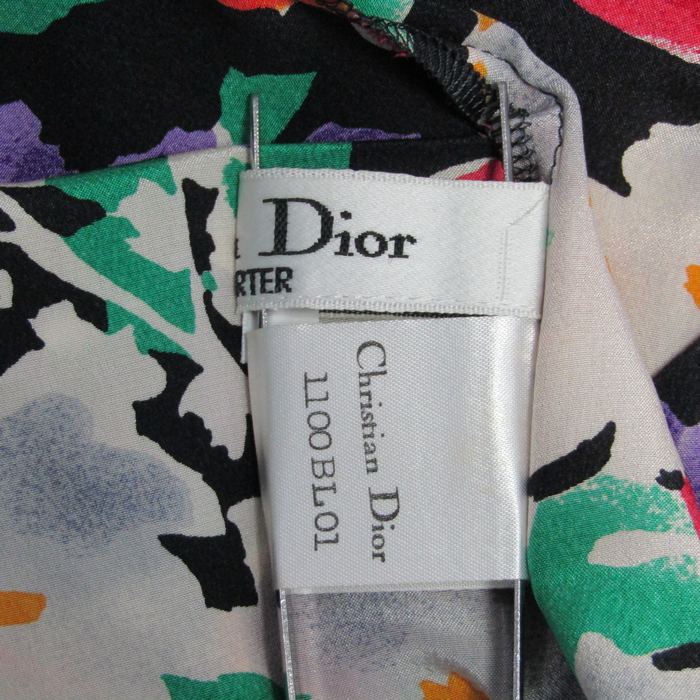 Dior
RTER
Christian Dior
1100BL01